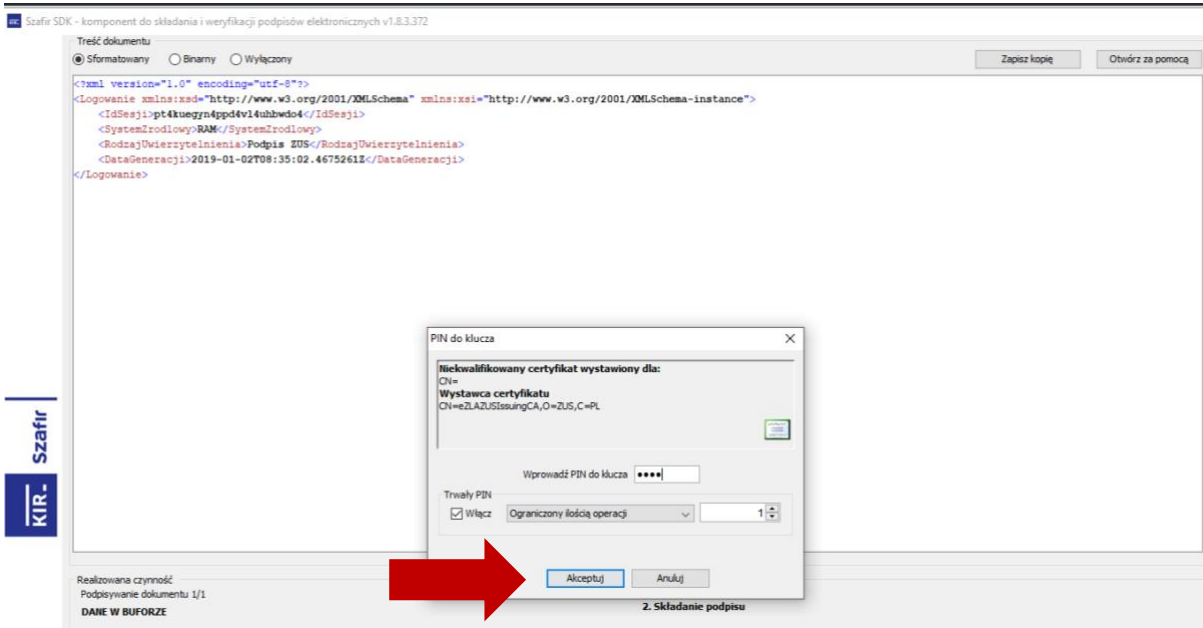 Szafir SDK - komponent do składania i weryfikacji podpisów elektronicznych v1.8.3.372
Treść dokumentu
Sformatowany Binarny Wyłączony Zapisz kopię Otwórz za pomocą
<?xml version="1.0" encoding="utf-8"?>
<Logowanie xmlns:xsd="http://www.w3.org/2001/XMLSchema" xmlns:xsi="http://www.w3.org/2001/XMLSchema-instance">
<IdSesji>pt4kuegyn4ppd4vl4uhbwdo4</IdSesji>
<SystemZrodlowy>RAM</SystemZrodlowy>
<RodzajUwierzytelnienia>Podpis ZUS</RodzajUwierzytelnienia>
<DataGeneracji>2019-01-02T08:35:02.4675261Z</DataGeneracji>
</Logowanie>
PIN do klucza
Niekwalifikowany certyfikat wystawiony dla:
CN=
Wystawca certyfikatu
CN=eZLAZUSIssuingCA,O=ZUS,C=PL
Wprowadź PIN do klucza ••••
Trwały PIN
Włącz Ograniczony ilością operacji 1
Akceptuj Anuluj
KIR. Szafir
Realizowana czynność
Podpisywanie dokumentu 1/1
DANE W BUFORZE
2. Składanie podpisu